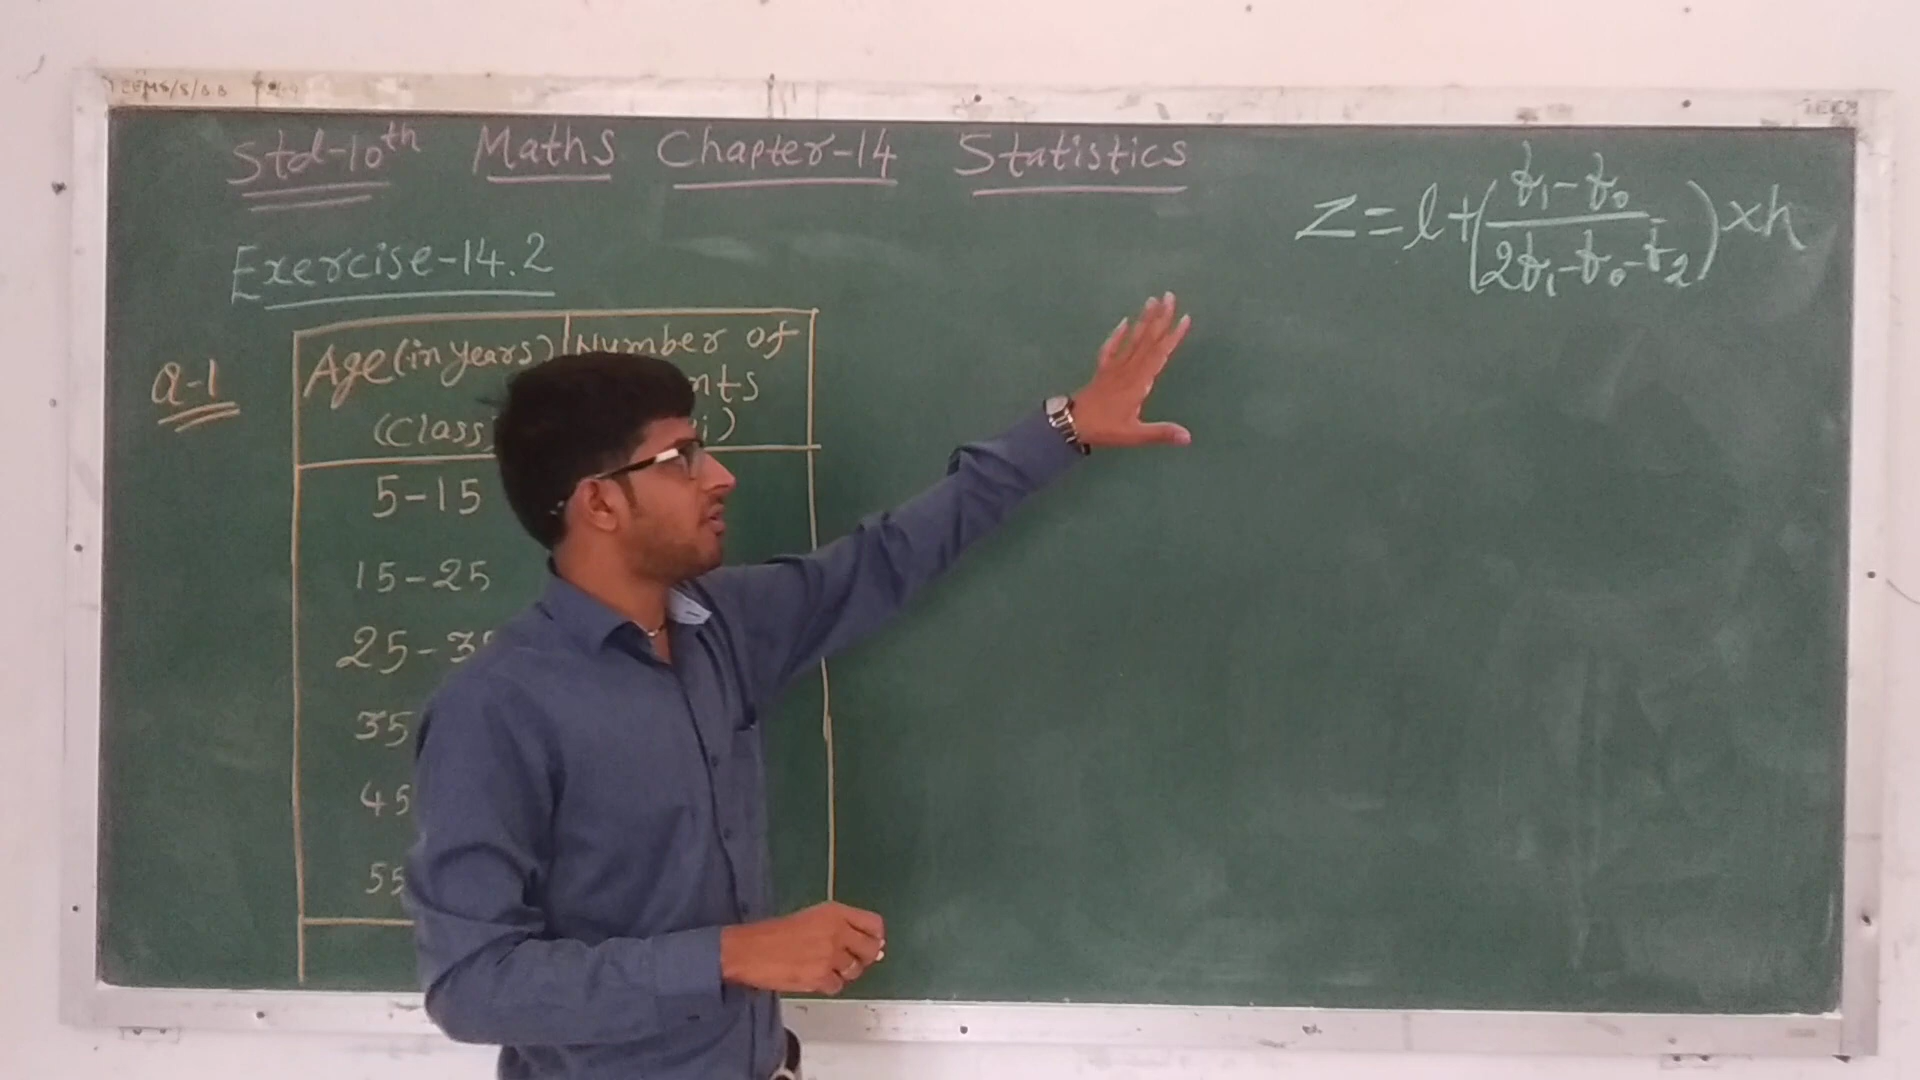 Std-10th Maths Chapter-14 Statistics
Z = l + (f₁ - f₀ / 2f₁ - f₀ - f₂) × h
Exercise-14.2
Q-1
Age (in years) Number of
nts
(Class i)
5-15
15-25
25-3
35
45
55